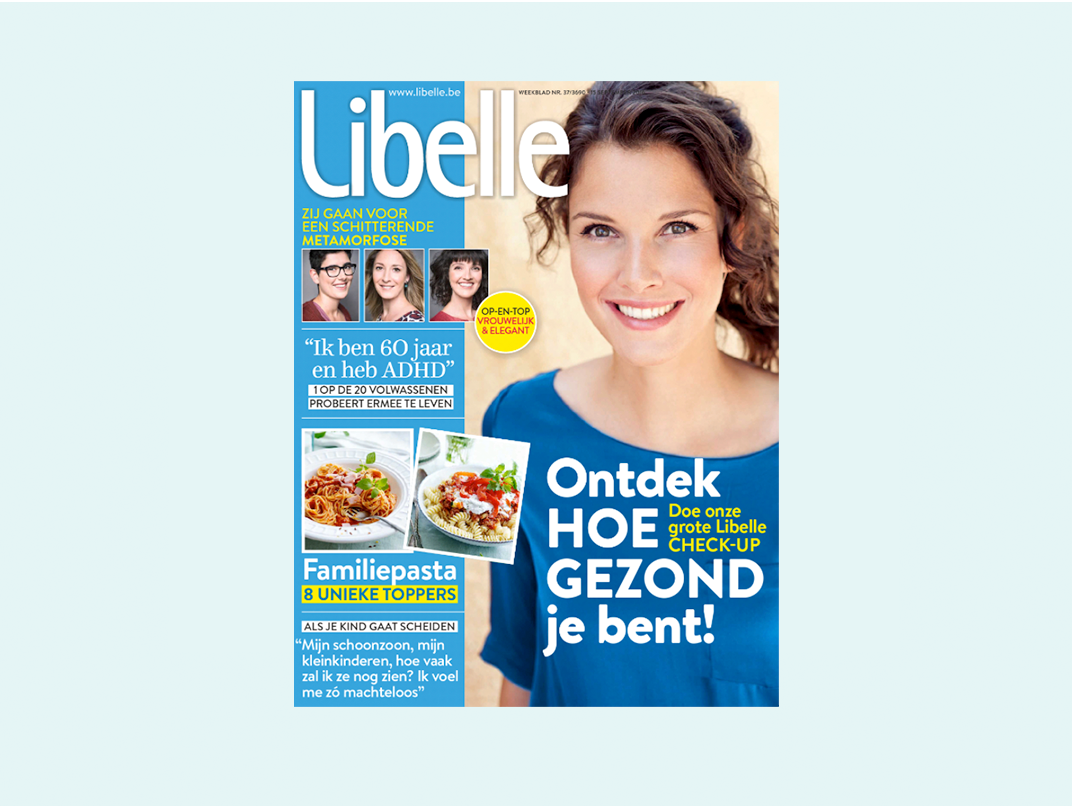 www.libelle.be
WEEKBLAD NR. 37/3690
Libelle
ZIJ GAAN VOOR
EEN SCHITTERENDE
METAMORFOSE
OP-EN-TOP
VROUWELIJK
& ELEGANT
“Ik ben 60 jaar
en heb ADHD”
1 OP DE 20 VOLWASSENEN
PROBEERT ERMEE TE LEVEN
Familiepasta
8 UNIEKE TOPPERS
ALS JE KIND GAAT SCHEIDEN
“Mijn schoonzoon, mijn
kleinkinderen, hoe vaak
zal ik ze nog zien? Ik voel
me zó machteloos”
Ontdek
HOE
GEZOND
je bent!
Doe onze
grote Libelle
CHECK-UP